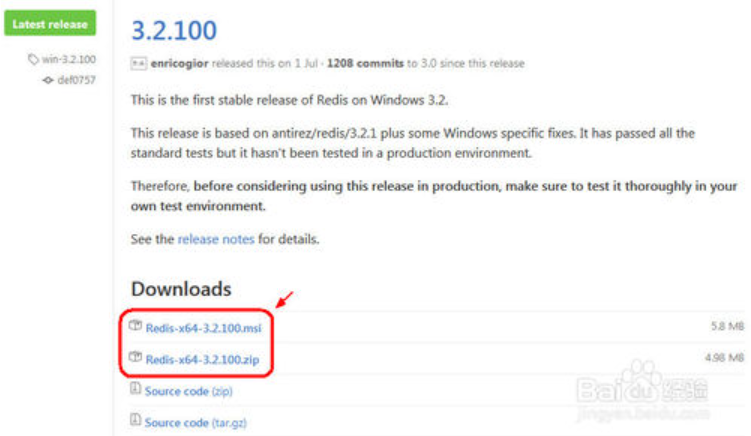 Latest release
win-3.2.100
def0757
3.2.100
enricogior released this on 1 Jul · 1208 commits to 3.0 since this release
This is the first stable release of Redis on Windows 3.2.
This release is based on antirez/redis/3.2.1 plus some Windows specific fixes. It has passed all the
standard tests but it hasn't been tested in a production environment.
Therefore, before considering using this release in production, make sure to test it thoroughly in your
own test environment.
See the release notes for details.
Downloads
Redis-x64-3.2.100.msi
5.8 MB
Redis-x64-3.2.100.zip
4.98 MB
Source code (zip)
Source code (tar.gz)
Baidu 经验
jingyan.baidu.com